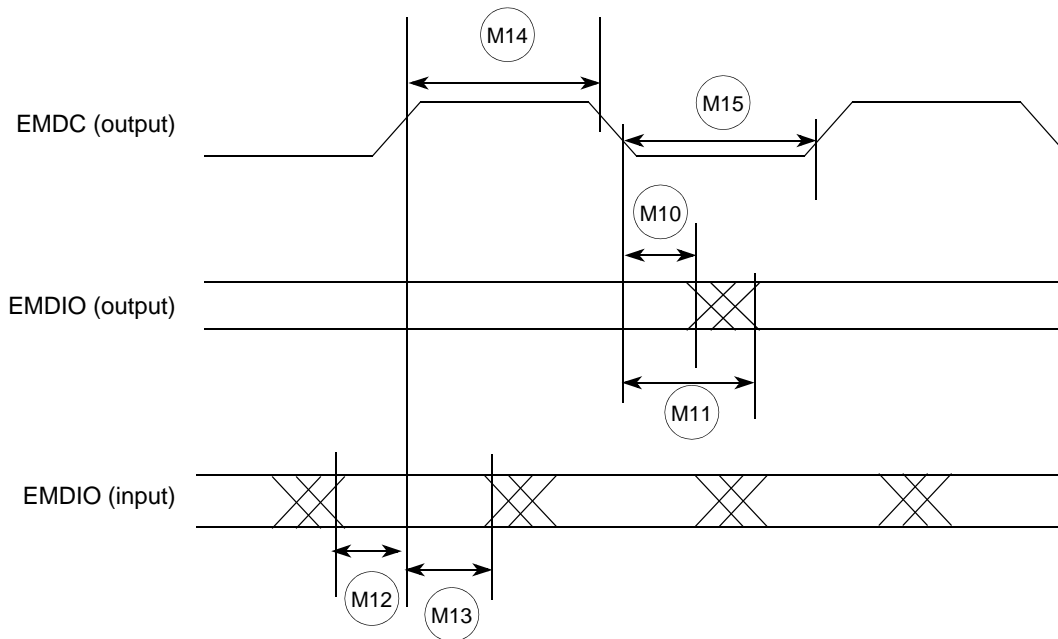 M14
EMDC (output)
M15
M10
EMDIO (output)
M11
EMDIO (input)
M12
M13